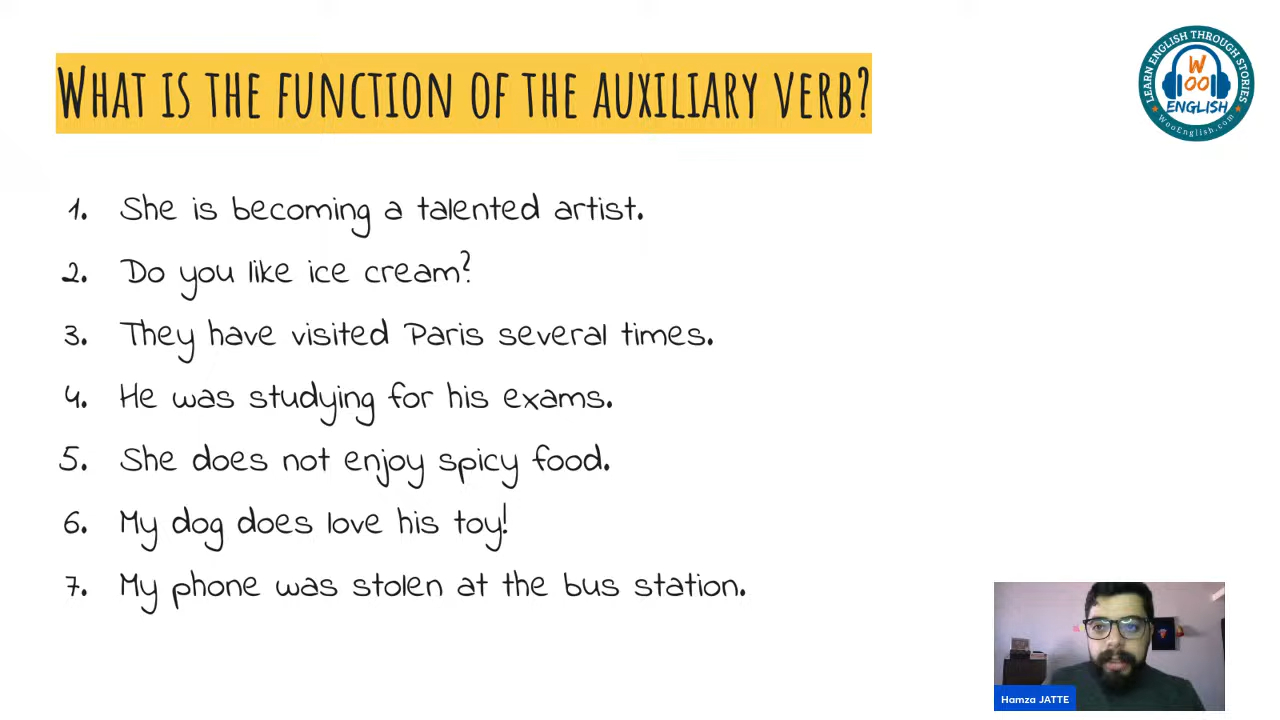 What is the function of the auxiliary verb?
LEARN ENGLISH THROUGH STORIES
W
OO
ENGLISH
WooEnglish.com
1. She is becoming a talented artist.
2. Do you like ice cream?
3. They have visited Paris several times.
4. He was studying for his exams.
5. She does not enjoy spicy food.
6. My dog does love his toy!
7. My phone was stolen at the bus station.
Hamza JATTE